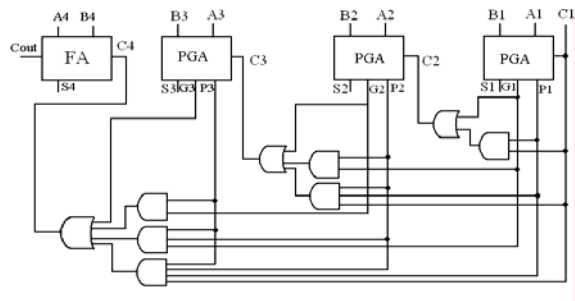 A4 B4 B3 A3 B2 A2 B1 A1 C1
Cout FA C4 PGA C3 PGA C2 PGA
S4 S3 G3 P3 S2 G2 P2 S1 G1 P1